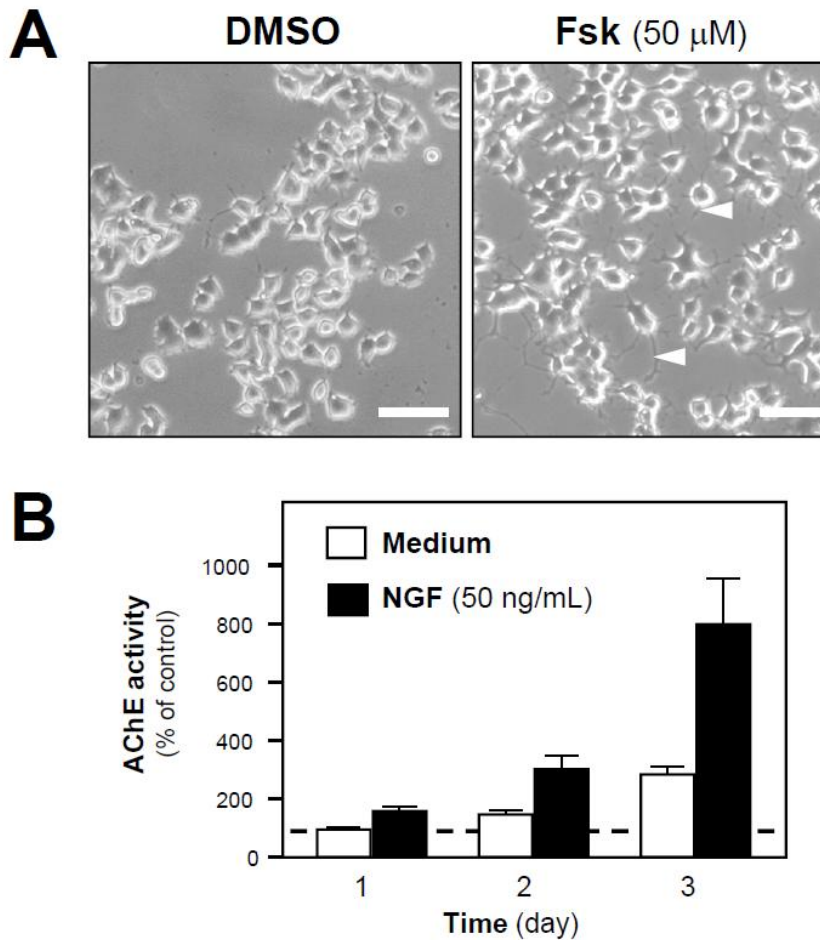 A
DMSO
Fsk (50 μM)
B
AChE activity
(% of control)
1000
800
600
400
200
0
Medium
NGF (50 ng/mL)
1 2 3
Time (day)